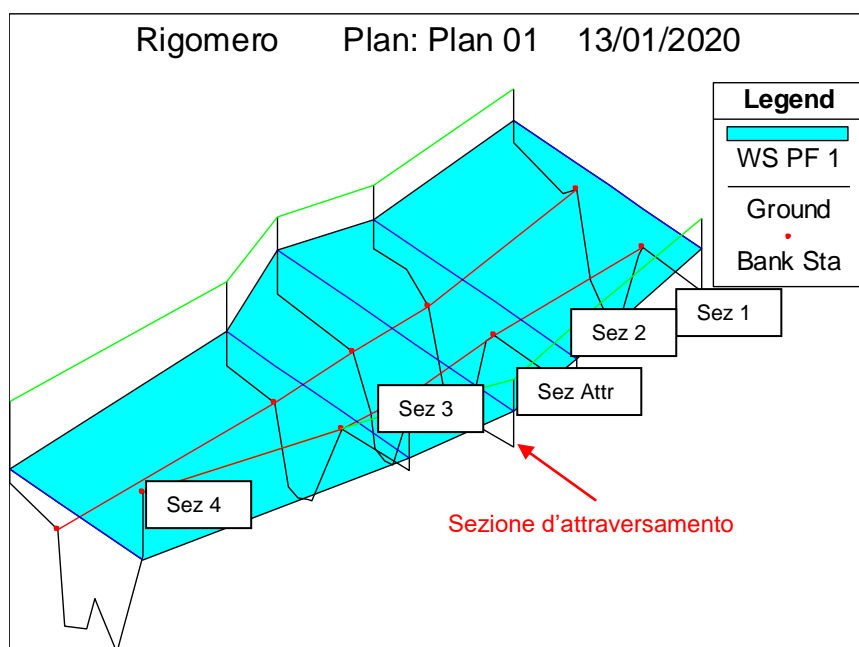 Rigomero Plan: Plan 01 13/01/2020
Legend
WS PF 1
Ground
Bank Sta
Sez 1
Sez 2
Sez Attr
Sez 3
Sez 4
Sezione d'attraversamento